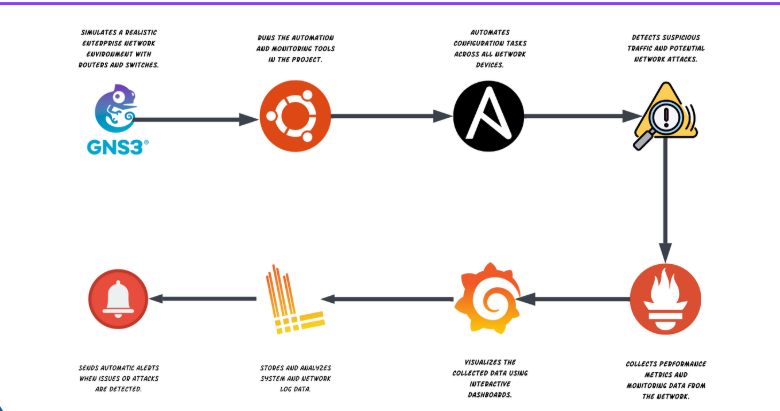 SIMULATES A REALISTIC
ENTERPRISE NETWORK
ENVIRONMENT WITH
ROUTERS AND SWITCHES.
RUNS THE AUTOMATION
AND MONITORING TOOLS
IN THE PROJECT.
AUTOMATES
CONFIGURATION TASKS
ACROSS ALL NETWORK
DEVICES.
DETECTS SUSPICIOUS
TRAFFIC AND POTENTIAL
NETWORK ATTACKS.
GNS3®
SENDS AUTOMATIC ALERTS
WHEN ISSUES OR ATTACKS
ARE DETECTED.
STORES AND ANALYZES
SYSTEM AND NETWORK
LOG DATA.
VISUALIZES THE
COLLECTED DATA USING
INTERACTIVE
DASHBOARDS.
COLLECTS PERFORMANCE
METRICS AND
MONITORING DATA FROM
THE NETWORK.